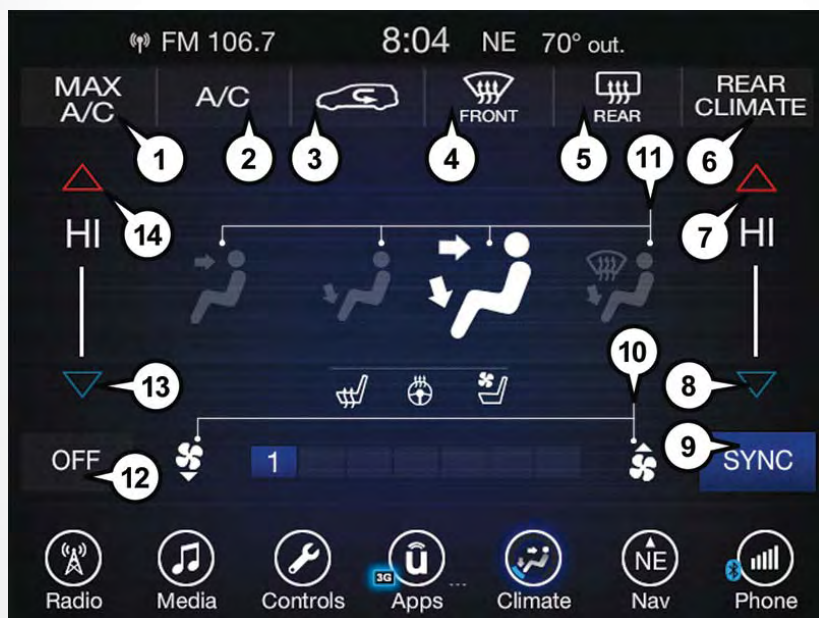 FM 106.7 8:04 NE 70° out.
MAX A/C
A/C
FRONT
REAR
REAR CLIMATE
1
2
3
4
5
11
6
HI
14
7
HI
13
10
8
OFF
12
1
9
SYNC
3G
û
NE
Radio
Media
Controls
Apps
...
Climate
Nav
Phone